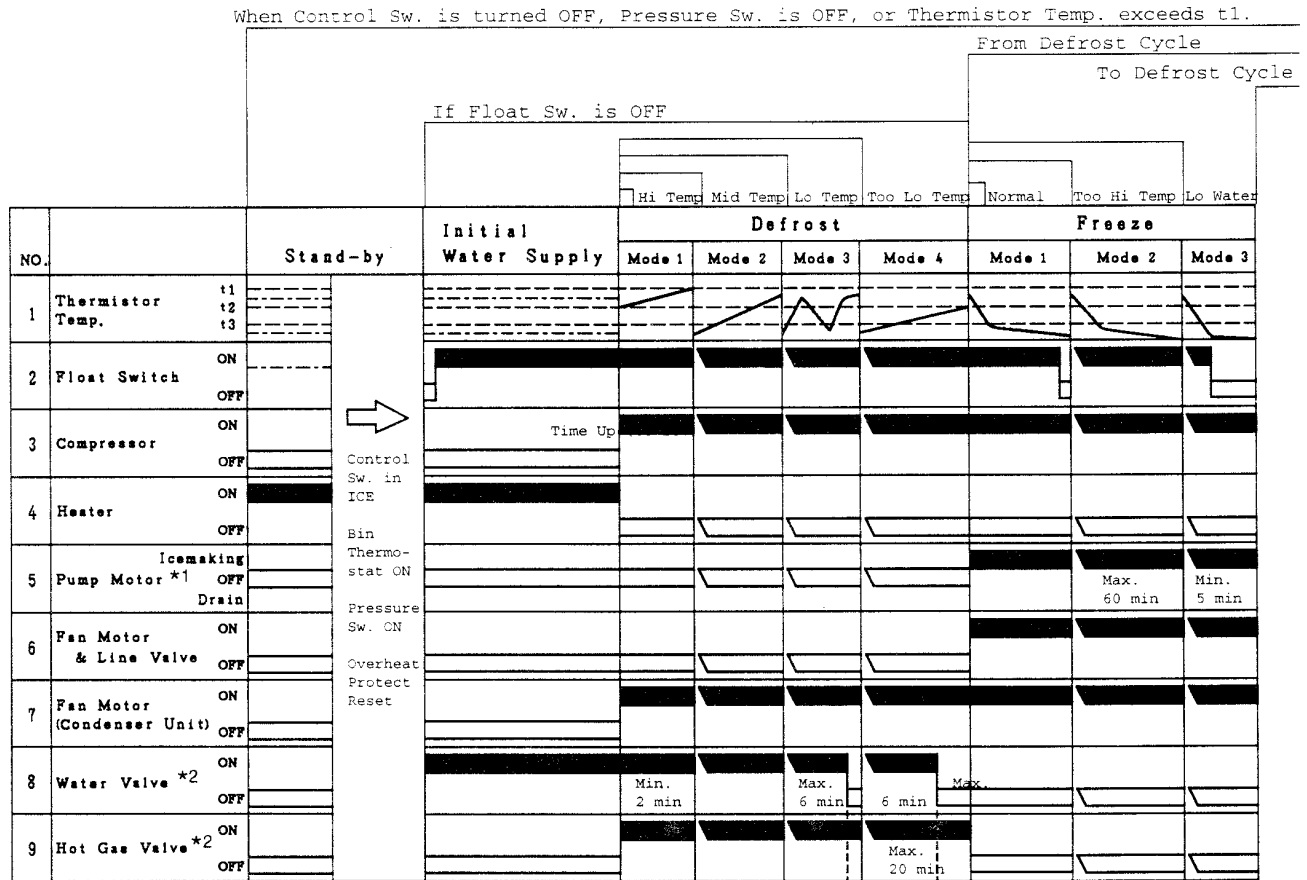 When Control Sw. is turned OFF, Pressure Sw. is OFF, or Thermistor Temp. exceeds t1.
From Defrost Cycle
To Defrost Cycle
If Float Sw. is OFF
Hi Temp Mid Temp Lo Temp Too Lo Temp Normal Too Hi Temp Lo Water
NO. Stand-by Initial Water Supply Defrost Freeze
Mode 1 Mode 2 Mode 3 Mode 4 Mode 1 Mode 2 Mode 3
1 Thermistor Temp. t1 t2 t3
2 Float Switch ON OFF
3 Compressor ON OFF Time Up
4 Heater ON OFF
5 Pump Motor *1 Icemaking OFF Drain
Max. 60 min
Min. 5 min
6 Fan Motor & Line Valve ON OFF
7 Fan Motor (Condenser Unit) ON OFF
8 Water Valve *2 ON OFF
Min. 2 min
Max. 6 min
6 min
Max.
9 Hot Gas Valve *2 ON OFF
Max. 20 min
Control
Sw. in
ICE
Bin
Thermo-
stat ON
Pressure
Sw. ON
Overheat
Protect
Reset